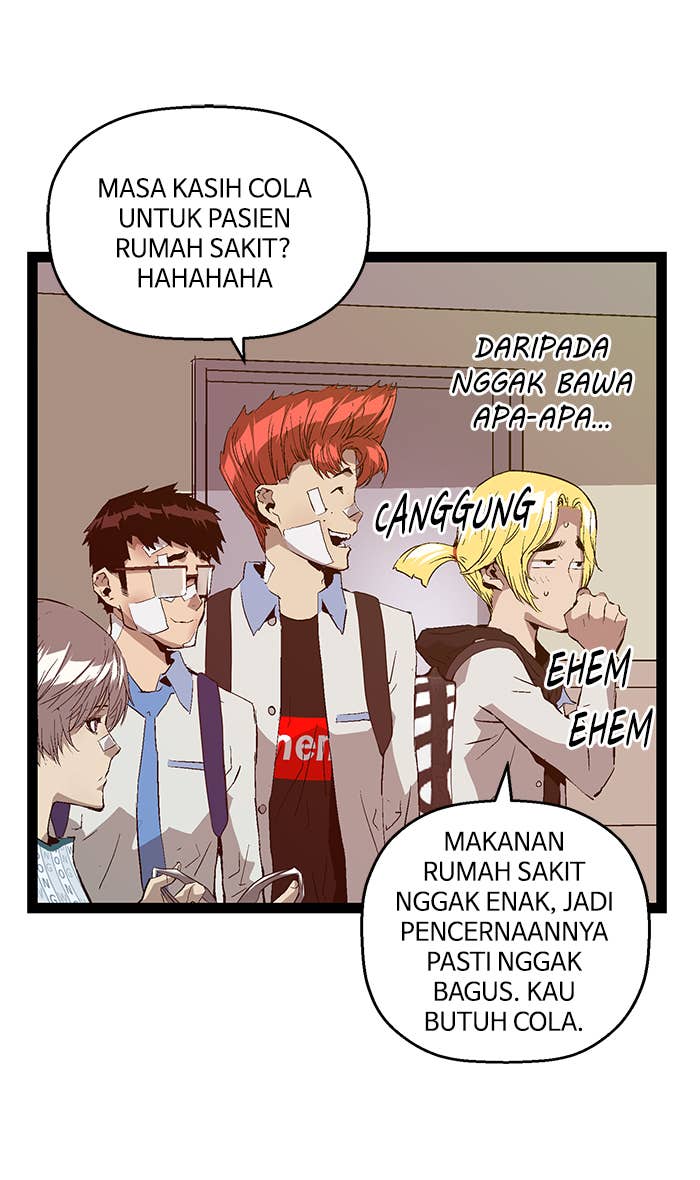 MASA KASIH COLA
UNTUK PASIEN
RUMAH SAKIT?
HAHAHAHA
DARIPADA
NGGAK BAWA
APA-APA...
CANGGUNG
EHEM
EHEM
men
MAKANAN
RUMAH SAKIT
NGGAK ENAK, JADI
PENCERNAANNYA
PASTI NGGAK
BAGUS. KAU
BUTUH COLA.